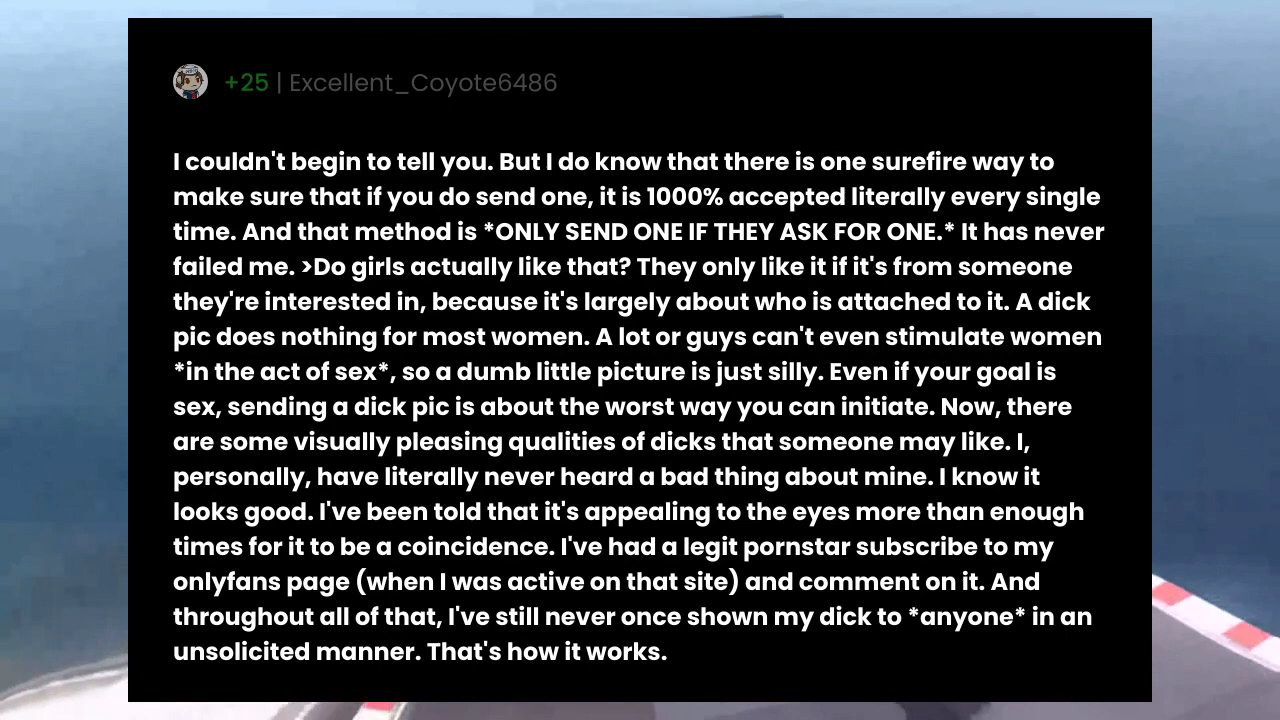 +25 | Excellent_Coyote6486
I couldn't begin to tell you. But I do know that there is one surefire way to
make sure that if you do send one, it is 1000% accepted literally every single
time. And that method is *ONLY SEND ONE IF THEY ASK FOR ONE.* It has never
failed me. >Do girls actually like that? They only like it if it's from someone
they're interested in, because it's largely about who is attached to it. A dick
pic does nothing for most women. A lot or guys can't even stimulate women
*in the act of sex*, so a dumb little picture is just silly. Even if your goal is
sex, sending a dick pic is about the worst way you can initiate. Now, there
are some visually pleasing qualities of dicks that someone may like. I,
personally, have literally never heard a bad thing about mine. I know it
looks good. I've been told that it's appealing to the eyes more than enough
times for it to be a coincidence. I've had a legit pornstar subscribe to my
onlyfans page (when I was active on that site) and comment on it. And
throughout all of that, I've still never once shown my dick to *anyone* in an
unsolicited manner. That's how it works.